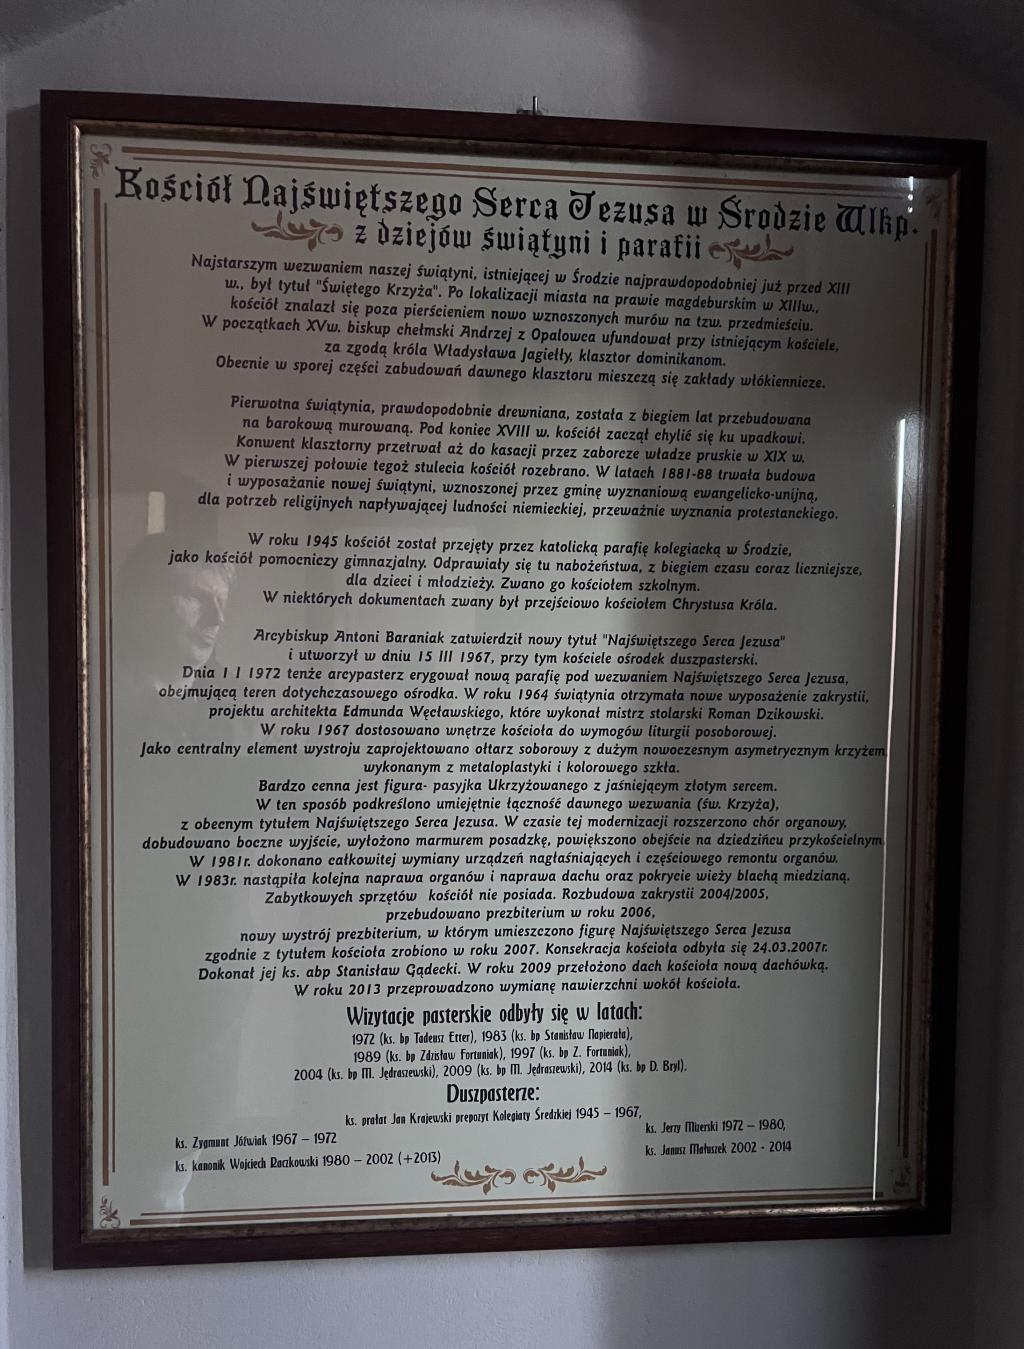 Kościół Najświętszego Serca Jezusa w Środzie Wlkp.
z dziejów świątyni i parafii
Najstarszym wezwaniem naszej świątyni, istniejącej w Środzie najprawdopodobniej już przed XIII
w., był tytuł "Świętego Krzyża". Po lokalizacji miasta na prawie magdeburskim w XIIIw.,
kościół znalazł się poza pierścieniem nowo wznoszonych murów na tzw. przedmieściu.
W początkach XVw. biskup chełmski Andrzej z Opalowca ufundował przy istniejącym kościele,
za zgodą króla Władysława Jagiełły, klasztor dominikanom.
Obecnie w sporej części zabudowań dawnego klasztoru mieszczą się zakłady włókiennicze.
Pierwotna świątynia, prawdopodobnie drewniana, została z biegiem lat przebudowana
na barokową murowaną. Pod koniec XVIII w. kościół zaczął chylić się ku upadkowi.
Konwent klasztorny przetrwał aż do kasacji przez zaborcze władze pruskie w XIX w.
W pierwszej połowie tegoż stulecia kościół rozebrano. W latach 1881-88 trwała budowa
i wyposażanie nowej świątyni, wznoszonej przez gminę wyznaniową ewangelicko-unijną,
dla potrzeb religijnych napływającej ludności niemieckiej, przeważnie wyznania protestanckiego.
W roku 1945 kościół został przejęty przez katolicką parafię kolegiacką w Środzie,
jako kościół pomocniczy gimnazjalny. Odprawiały się tu nabożeństwa, z biegiem czasu coraz liczniejsze,
dla dzieci i młodzieży. Zwano go kościołem szkolnym.
W niektórych dokumentach zwany był przejściowo kościołem Chrystusa Króla.
Arcybiskup Antoni Baraniak zatwierdził nowy tytuł "Najświętszego Serca Jezusa"
i utworzył w dniu 15 III 1967, przy tym kościele ośrodek duszpasterski.
Dnia 1 I 1972 tenże arcypasterz erygował nową parafię pod wezwaniem Najświętszego Serca Jezusa,
obejmującą teren dotychczasowego ośrodka. W roku 1964 świątynia otrzymała nowe wyposażenie zakrystii,
projektu architekta Edmunda Węcławskiego, które wykonał mistrz stolarski Roman Dzikowski.
W roku 1967 dostosowano wnętrze kościoła do wymogów liturgii posoborowej.
Jako centralny element wystroju zaprojektowano ołtarz soborowy z dużym nowoczesnym asymetrycznym krzyżem
wykonanym z metaloplastyki i kolorowego szkła.
Bardzo cenna jest figura- pasyjka Ukrzyżowanego z jaśniejącym złotym sercem.
W ten sposób podkreślono umiejętnie łączność dawnego wezwania (św. Krzyża),
z obecnym tytułem Najświętszego Serca Jezusa. W czasie tej modernizacji rozszerzono chór organowy,
dobudowano boczne wyjście, wyłożono marmurem posadzkę, powiększono obejście na dziedzińcu przykościelnym.
W 1981r. dokonano całkowitej wymiany urządzeń nagłaśniających i częściowego remontu organów.
W 1983r. nastąpiła kolejna naprawa organów i naprawa dachu oraz pokrycie wieży blachą miedzianą.
Zabytkowych sprzętów kościół nie posiada. Rozbudowa zakrystii 2004/2005,
przebudowano prezbiterium w roku 2006,
nowy wystrój prezbiterium, w którym umieszczono figurę Najświętszego Serca Jezusa
zgodnie z tytułem kościoła zrobiono w roku 2007. Konsekracja kościoła odbyła się 24.03.2007r.
Dokonał jej ks. abp Stanisław Gądecki. W roku 2009 przełożono dach kościoła nową dachówką.
W roku 2013 przeprowadzono wymianę nawierzchni wokół kościoła.
Wizytacje pasterskie odbyły się w latach:
1972 (ks. bp Tadeusz Etter), 1983 (ks. bp Stanisław Napierała),
1989 (ks. bp Zdzisław Fortuniak), 1997 (ks. bp Z. Fortuniak),
2004 (ks. bp M. Jędraszewski), 2009 (ks. bp M. Jędraszewski), 2014 (ks. bp D. Bryl).
Duszpasterze:
ks. prałat Jan Krajewski prepozyt Kolegiaty Średzkiej 1945 – 1967,
ks. Zygmunt Jóźwiak 1967 – 1972
ks. Jerzy Mizerski 1972 – 1980,
ks. kanonik Wojciech Raczkowski 1980 – 2002 (+2013)
ks. Janusz Małuszek 2002 - 2014